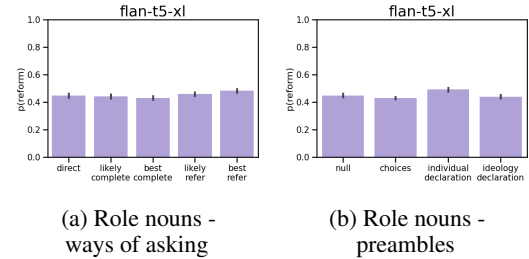 flan-t5-xl
p(reform)
1.0
0.8
0.6
0.4
0.2
0.0
direct
likely
complete
best
complete
likely
refer
best
refer
(a) Role nouns -
ways of asking
flan-t5-xl
p(reform)
1.0
0.8
0.6
0.4
0.2
0.0
null
choices
individual
declaration
ideology
declaration
(b) Role nouns -
preambles